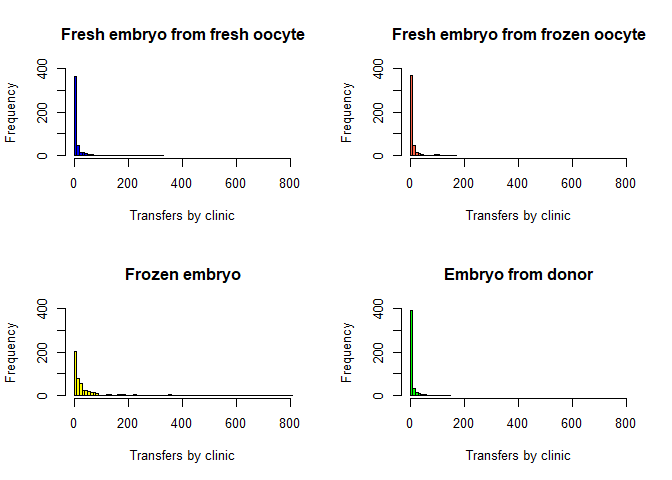 Fresh embryo from fresh oocyte
Frequency
0 200 400
0 200 400 600 800
Transfers by clinic
Fresh embryo from frozen oocyte
Frequency
0 200 400
0 200 400 600 800
Transfers by clinic
Frozen embryo
Frequency
0 200 400
0 200 400 600 800
Transfers by clinic
Embryo from donor
Frequency
0 200 400
0 200 400 600 800
Transfers by clinic